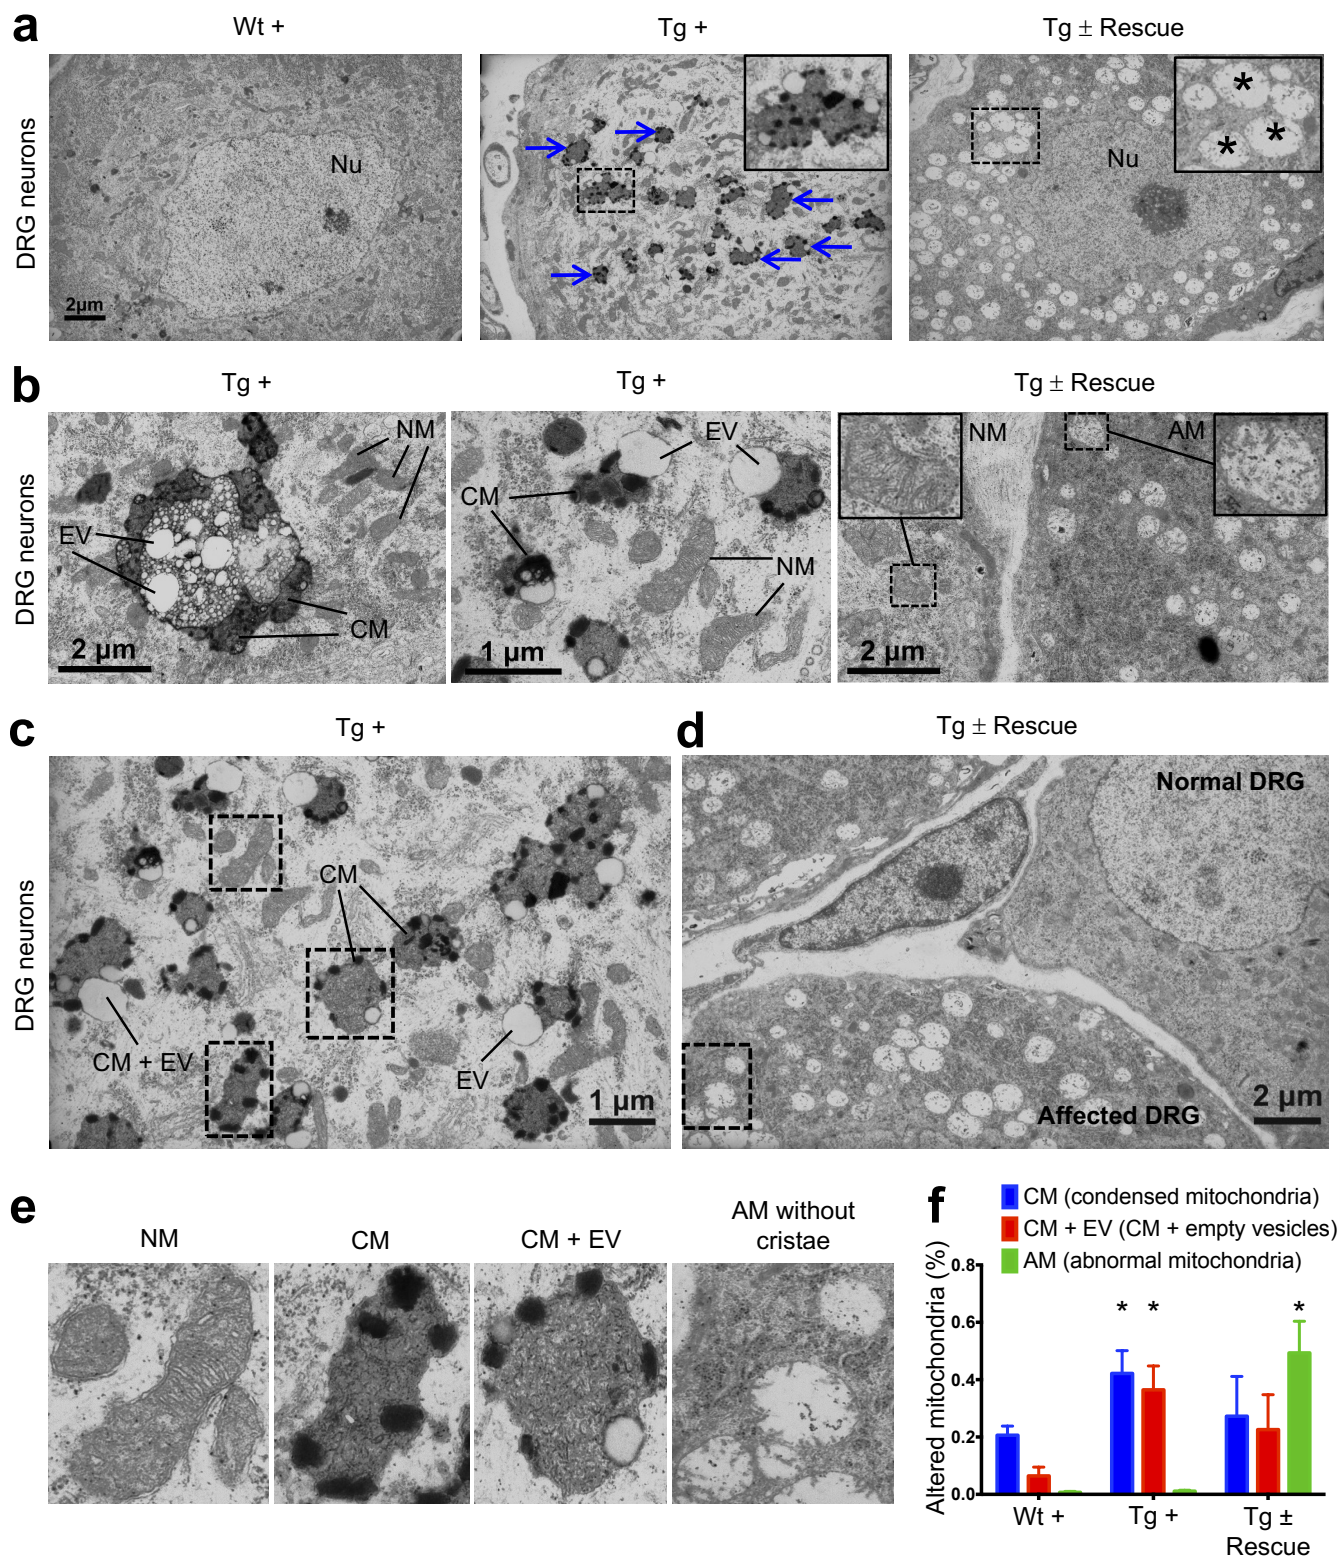 a
Wt +
Tg +
Tg ± Rescue
DRG neurons
Nu
2µm
Nu
*
*
*
b
Tg +
Tg +
Tg ± Rescue
DRG neurons
NM
EV
CM
2 µm
EV
CM
NM
1 µm
NM
AM
2 µm
c
Tg +
d
Tg ± Rescue
DRG neurons
CM
CM + EV
EV
1 µm
Normal DRG
Affected DRG
2 µm
e
NM
CM
CM + EV
AM without
cristae
f
CM (condensed mitochondria)
CM + EV (CM + empty vesicles)
AM (abnormal mitochondria)
Altered mitochondria (%)
0.8
0.6
0.4
0.2
0.0
*
*
*
Wt +
Tg +
Tg ±
Rescue